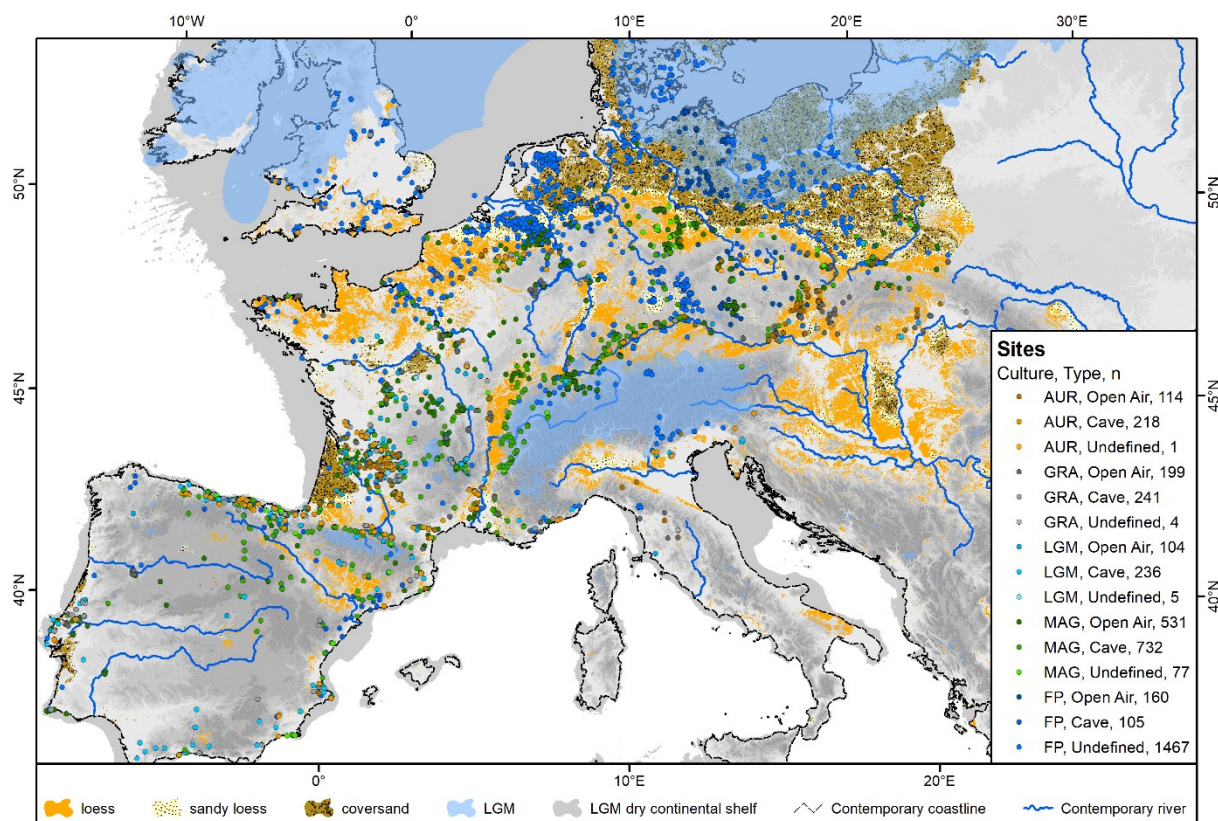 10°W 0° 10°E 20°E 30°E
50°N 50°N
45°N 45°N
40°N 40°N
Sites
Culture, Type, n
AUR, Open Air, 114
AUR, Cave, 218
AUR, Undefined, 1
GRA, Open Air, 199
GRA, Cave, 241
GRA, Undefined, 4
LGM, Open Air, 104
LGM, Cave, 236
LGM, Undefined, 5
MAG, Open Air, 531
MAG, Cave, 732
MAG, Undefined, 77
FP, Open Air, 160
FP, Cave, 105
FP, Undefined, 1467
0° 10°E 20°E
loess sandy loess coversand LGM LGM dry continental shelf Contemporary coastline Contemporary river